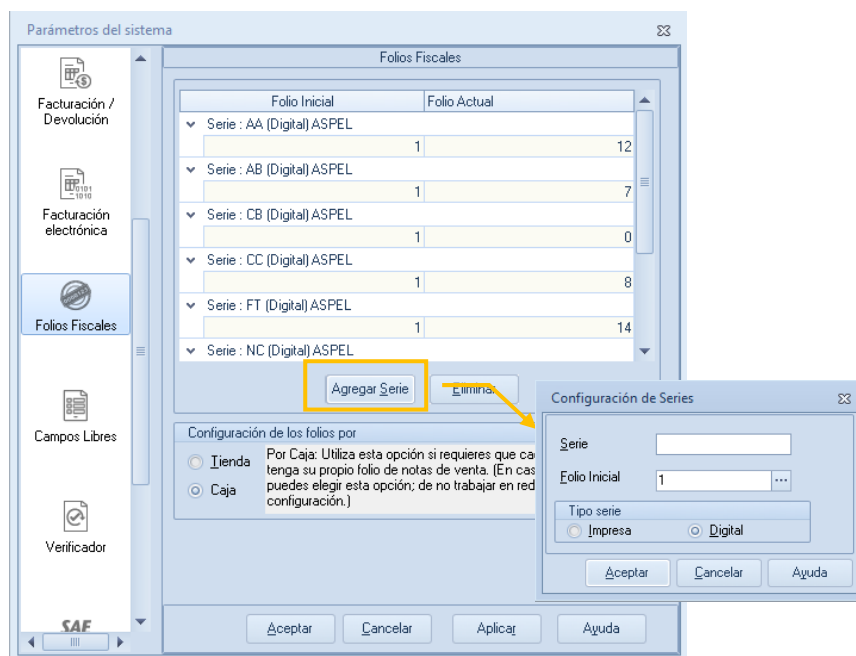 Parámetros del sistema
Facturación /
Devolución
Facturación
electrónica
Folios Fiscales
Campos Libres
Verificador
SAE
Folios Fiscales
Folio Inicial Folio Actual
Serie : AA (Digital) ASPEL
1 12
Serie : AB (Digital) ASPEL
1 7
Serie : CB (Digital) ASPEL
1 0
Serie : CC (Digital) ASPEL
1 8
Serie : FT (Digital) ASPEL
1 14
Serie : NC (Digital) ASPEL
Agregar Serie Eliminar
Configuración de los folios por
Tienda
Caja
Por Caja: Utiliza esta opción si requieres que ca
tenga su propio folio de notas de venta. (En cas
puedes elegir esta opción; de no trabajar en red
configuración.)
Aceptar Cancelar Aplicar Ayuda
Configuración de Series
Serie
Folio Inicial 1 ...
Tipo serie
Impresa Digital
Aceptar Cancelar Ayuda